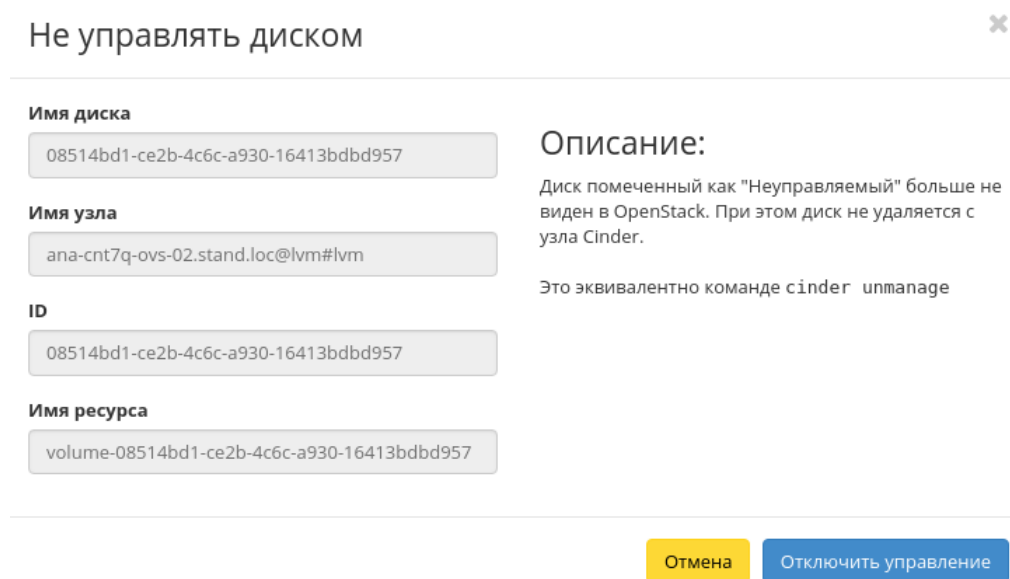 Не управлять диском
×
Имя диска
08514bd1-ce2b-4c6c-a930-16413bdbd957
Имя узла
ana-cnt7q-ovs-02.stand.loc@lvm#lvm
ID
08514bd1-ce2b-4c6c-a930-16413bdbd957
Имя ресурса
volume-08514bd1-ce2b-4c6c-a930-16413bdbd957
Описание:
Диск помеченный как "Неуправляемый" больше не
виден в OpenStack. При этом диск не удаляется с
узла Cinder.
Это эквивалентно команде cinder unmanage
Отмена
Отключить управление